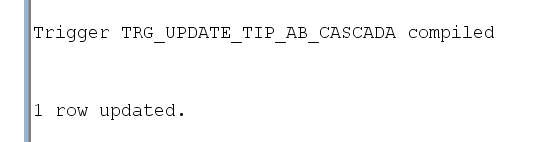 Trigger TRG_UPDATE_TIP_AB_CASCADA compiled
1 row updated.